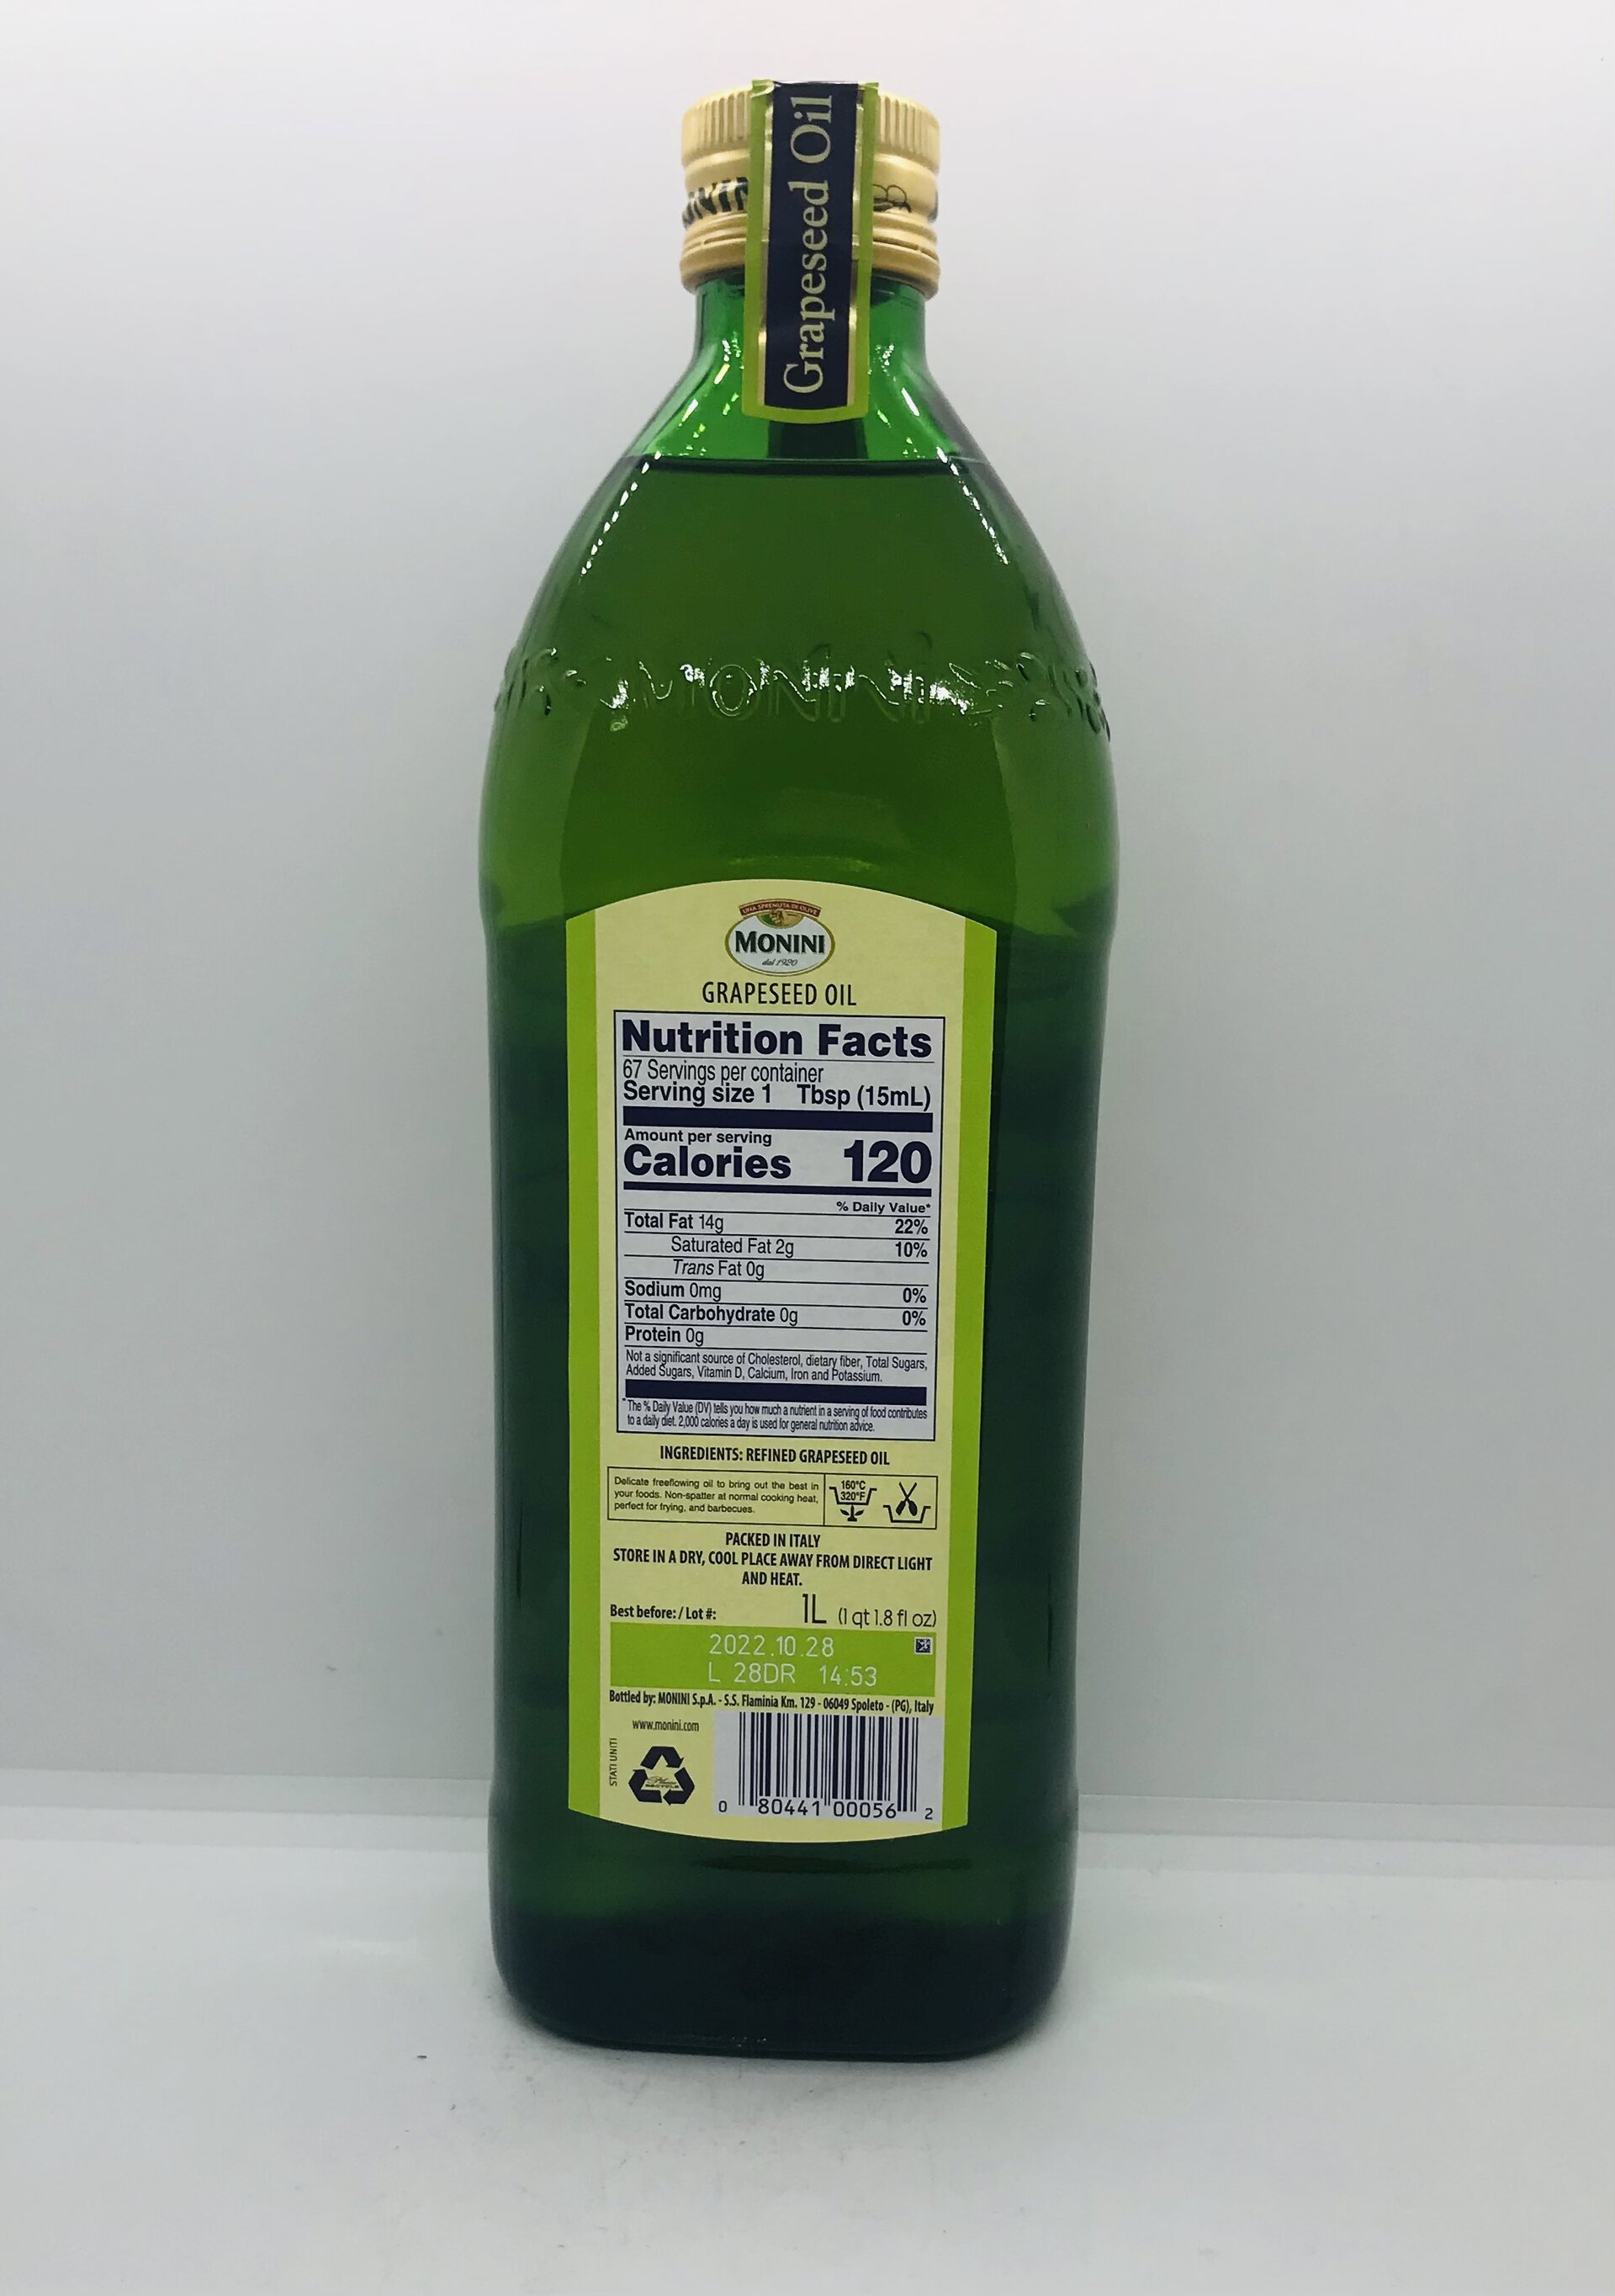 Grapeseed Oil
MONINI
UNA SPREMUTA DI OLIVE
MONINI
dal 1920
GRAPESEED OIL
Nutrition Facts
67 Servings per container
Serving size 1 Tbsp (15mL)
Amount per serving
Calories 120
% Daily Value*
Total Fat 14g 22%
Saturated Fat 2g 10%
Trans Fat 0g
Sodium 0mg 0%
Total Carbohydrate 0g 0%
Protein 0g
Not a significant source of Cholesterol, dietary fiber, Total Sugars,
Added Sugars, Vitamin D, Calcium, Iron and Potassium.
*The % Daily Value (DV) tells you how much a nutrient in a serving of food contributes
to a daily diet. 2,000 calories a day is used for general nutrition advice.
INGREDIENTS: REFINED GRAPESEED OIL
Delicate freeflowing oil to bring out the best in
your foods. Non-spatter at normal cooking heat,
perfect for frying, and barbecues.
160°C
320°F
PACKED IN ITALY
STORE IN A DRY, COOL PLACE AWAY FROM DIRECT LIGHT
AND HEAT.
Best before: / Lot #: 1L (1 qt 1.8 fl oz)
2022.10.28
L 28DR 14:53
Bottled by: MONINI S.p.A. - S.S. Flaminia Km. 129 - 06049 Spoleto - (PG), Italy
www.monini.com
STATI UNITI
Please
RECYCLE
0 80441 00056 2